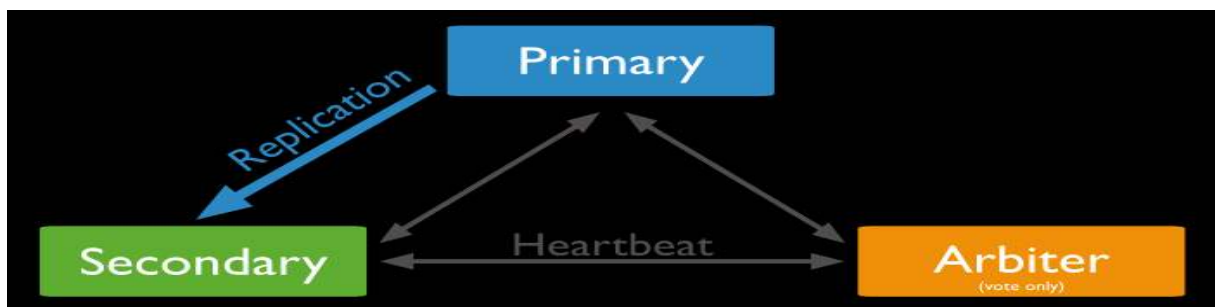 Primary
Replication
Secondary
Heartbeat
Arbiter
(vote only)